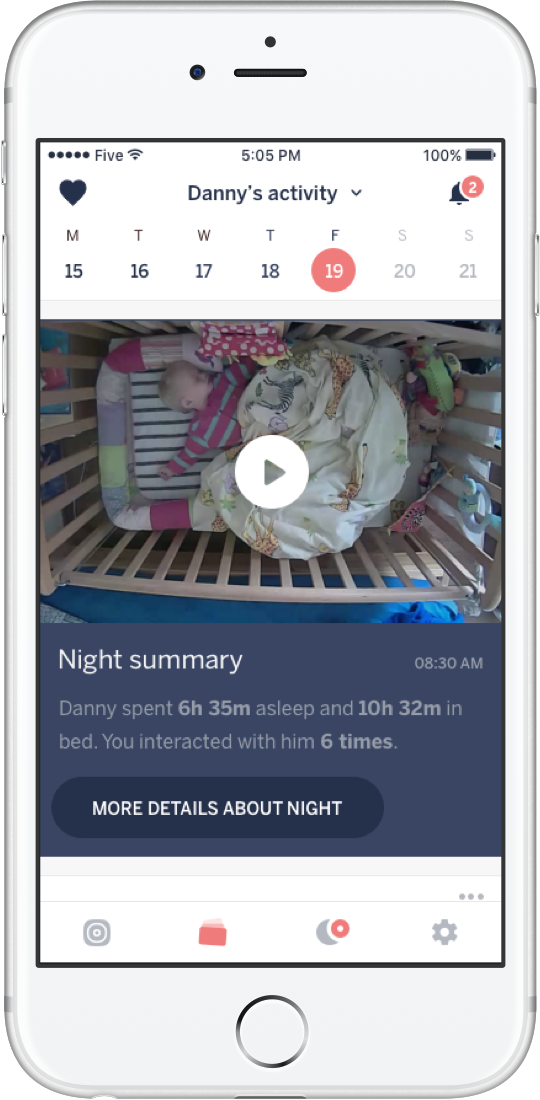 Five 5:05 PM 100%
Danny's activity 2
M T W T F S S
15 16 17 18 19 20 21
Night summary 08:30 AM
Danny spent 6h 35m asleep and 10h 32m in
bed. You interacted with him 6 times.
MORE DETAILS ABOUT NIGHT